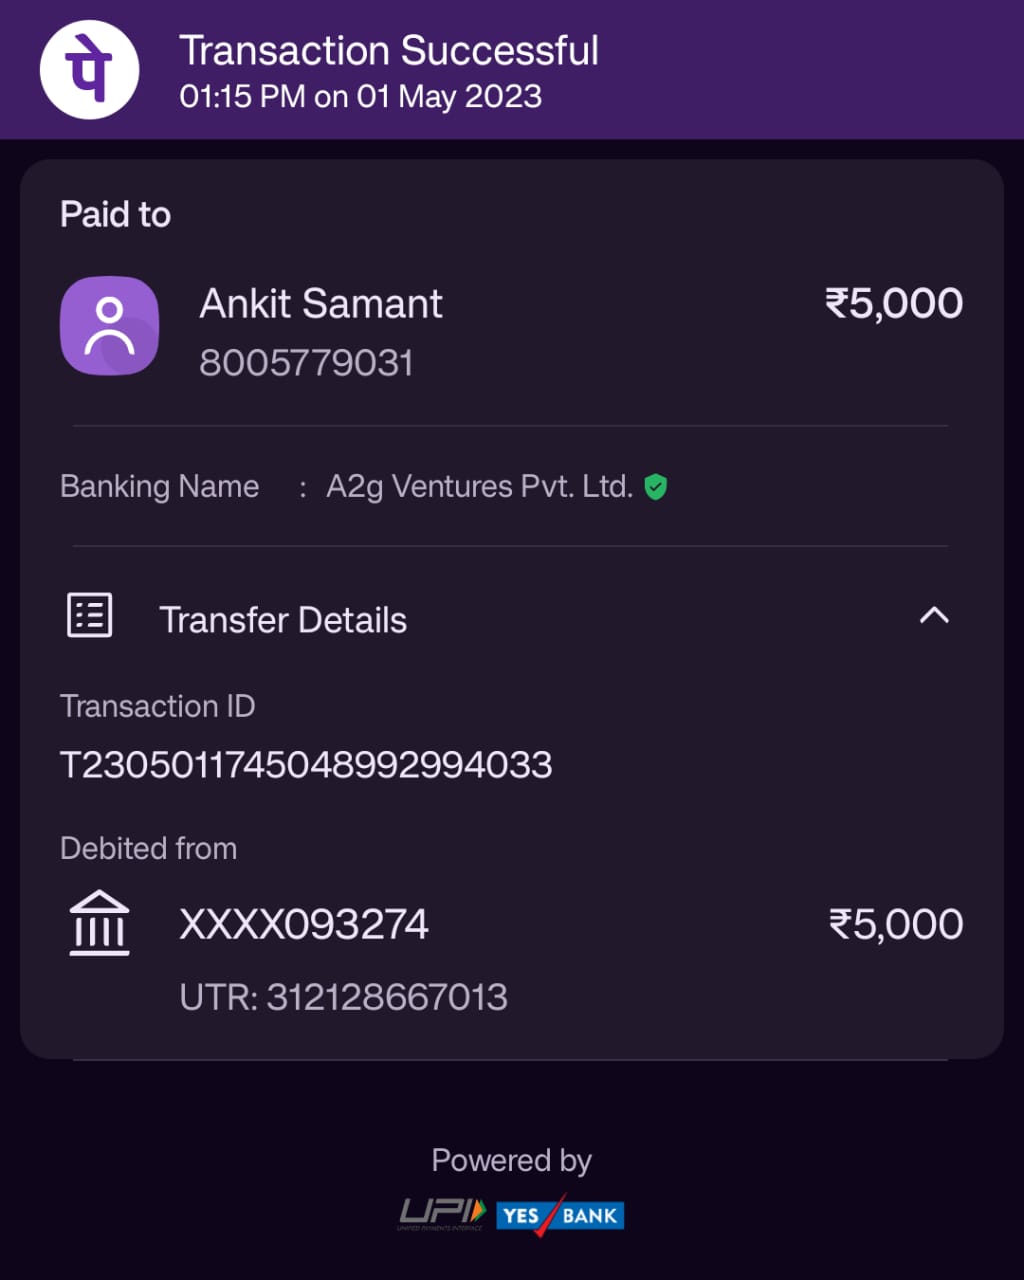 पे
Transaction Successful
01:15 PM on 01 May 2023
Paid to
Ankit Samant ₹5,000
8005779031
Banking Name : A2g Ventures Pvt. Ltd.
Transfer Details
Transaction ID
T2305011745048992994033
Debited from
XXXX093274 ₹5,000
UTR: 312128667013
Powered by
UPI YES BANK
UNIFIED PAYMENTS INTERFACE